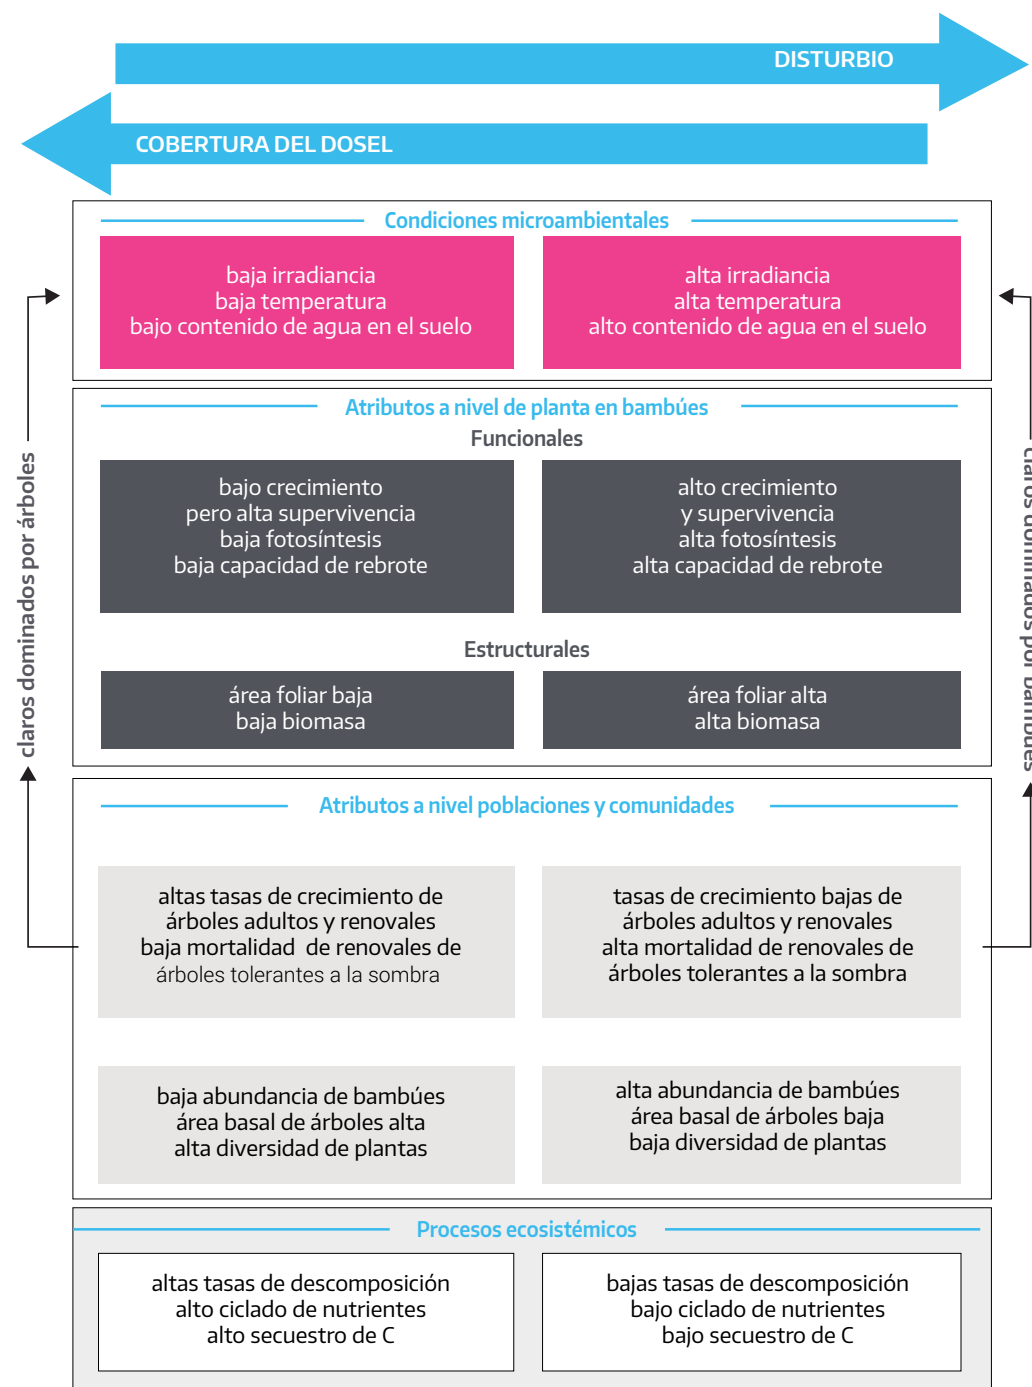 DISTURBIO
COBERTURA DEL DOSEL
Condiciones microambientales
baja irradiancia
baja temperatura
bajo contenido de agua en el suelo
alta irradiancia
alta temperatura
alto contenido de agua en el suelo
Atributos a nivel de planta en bambúes
Funcionales
bajo crecimiento
pero alta supervivencia
baja fotosíntesis
baja capacidad de rebrote
alto crecimiento
y supervivencia
alta fotosíntesis
alta capacidad de rebrote
Estructurales
área foliar baja
baja biomasa
área foliar alta
alta biomasa
claros dominados por árboles
claros dominados por bambúes
Atributos a nivel poblaciones y comunidades
altas tasas de crecimiento de
árboles adultos y renovales
baja mortalidad de renovales de
árboles tolerantes a la sombra
tasas de crecimiento bajas de
árboles adultos y renovales
alta mortalidad de renovales de
árboles tolerantes a la sombra
baja abundancia de bambúes
área basal de árboles alta
alta diversidad de plantas
alta abundancia de bambúes
área basal de árboles baja
baja diversidad de plantas
Procesos ecosistémicos
altas tasas de descomposición
alto ciclado de nutrientes
alto secuestro de C
bajas tasas de descomposición
bajo ciclado de nutrientes
bajo secuestro de C